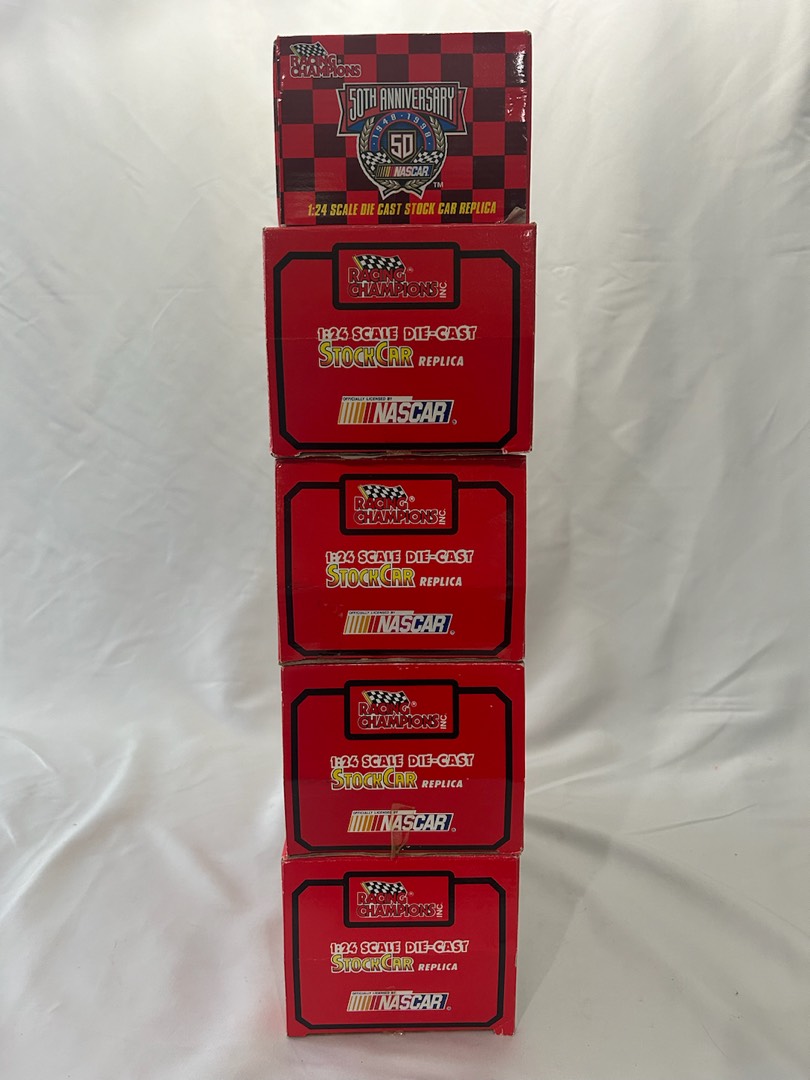 RACING
CHAMPIONS
50TH ANNIVERSARY
1948 · 1998
50
NASCAR
TM
1:24 SCALE DIE CAST STOCK CAR REPLICA
RACING®
CHAMPIONS INC.
1:24 SCALE DIE-CAST
STOCKCAR REPLICA
OFFICIALLY LICENSED BY
NASCAR®
RACING®
CHAMPIONS INC.
1:24 SCALE DIE-CAST
STOCKCAR REPLICA
OFFICIALLY LICENSED BY
NASCAR®
RACING®
CHAMPIONS INC.
1:24 SCALE DIE-CAST
STOCKCAR REPLICA
OFFICIALLY LICENSED BY
NASCAR®
RACING®
CHAMPIONS INC.
1:24 SCALE DIE-CAST
STOCKCAR REPLICA
OFFICIALLY LICENSED BY
NASCAR®